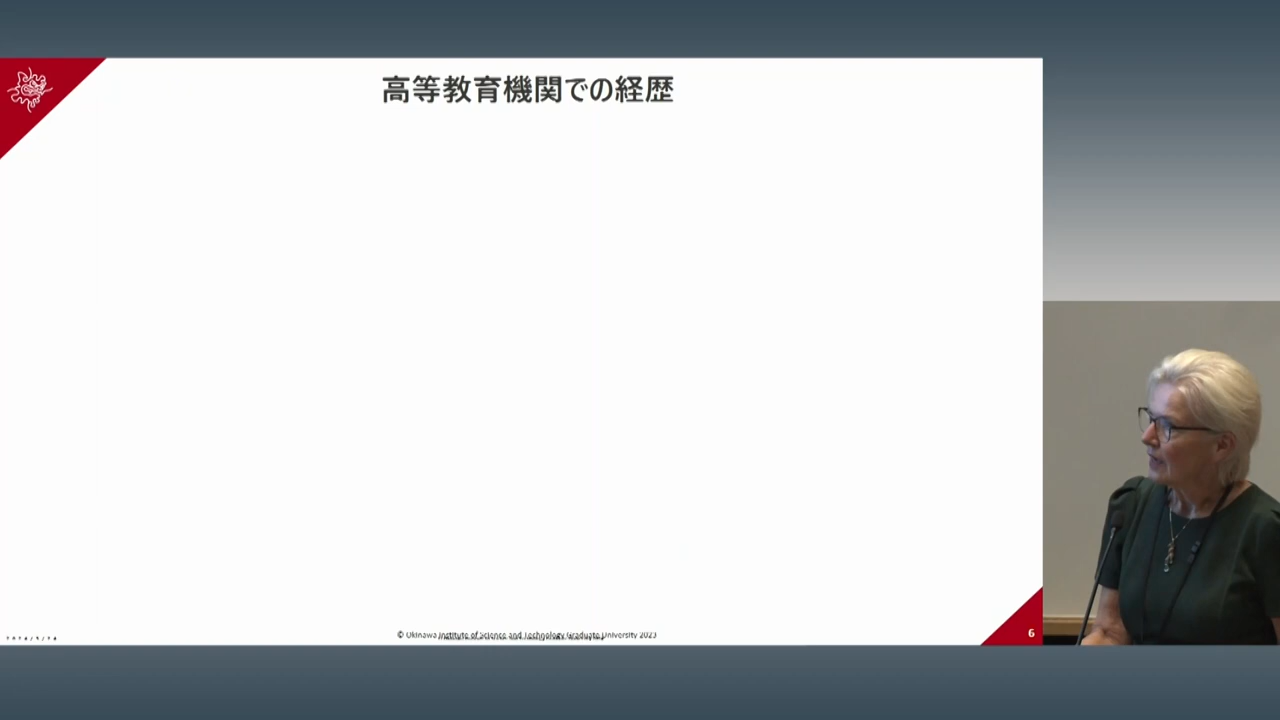 高等教育機関での経歴
© Okinawa Institute of Science and Technology Graduate University 2023
6